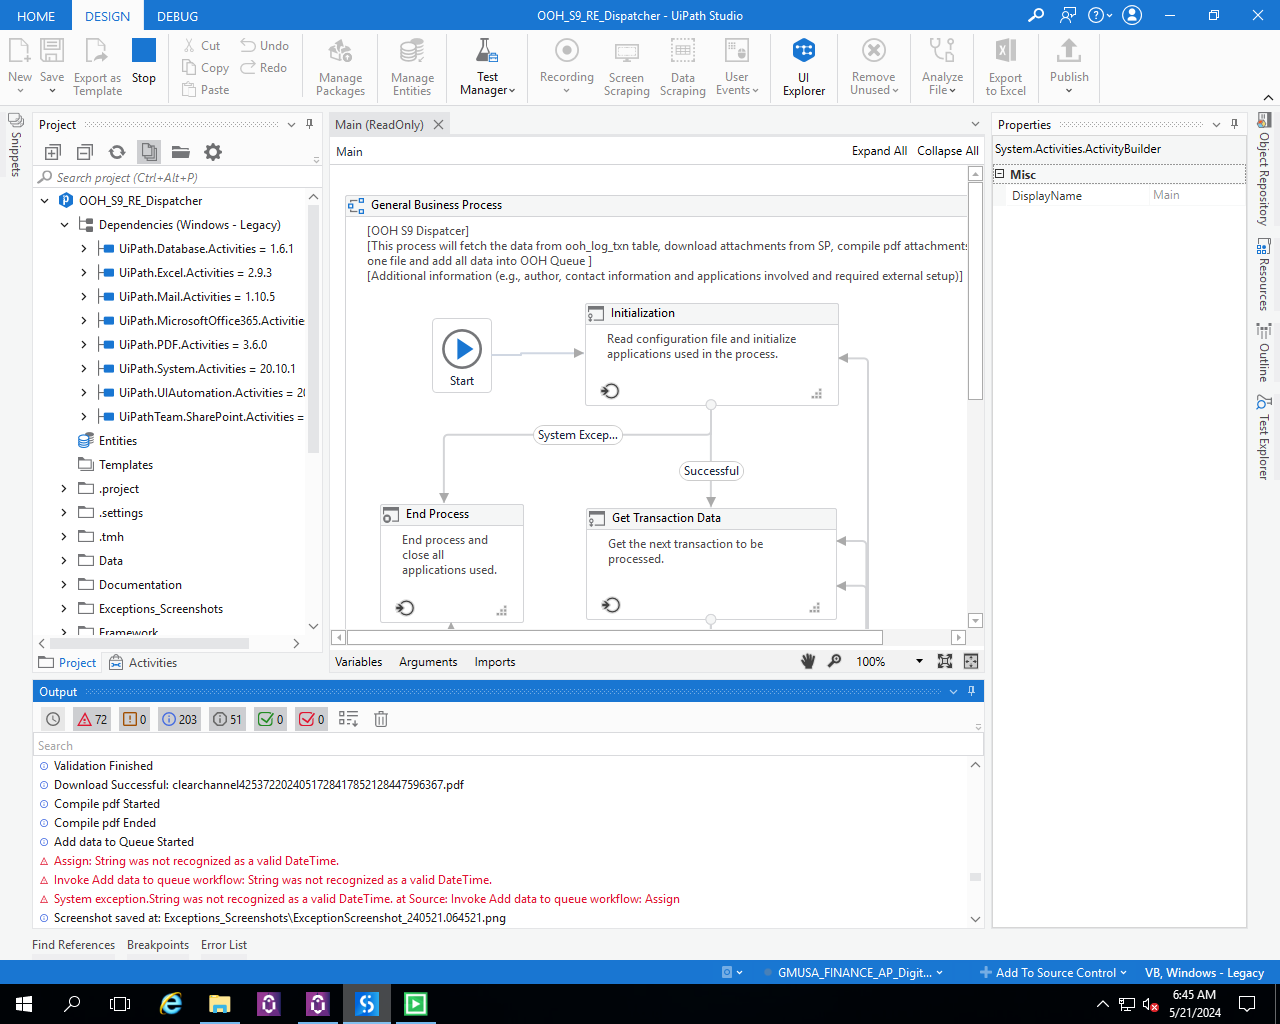 HOME DESIGN DEBUG OOH_S9_RE_Dispatcher - UiPath Studio
New Save Export as Template Stop Cut Copy Paste Undo Redo Manage Packages Manage Entities Test Manager Recording Screen Scraping Data Scraping User Events UI Explorer Remove Unused Analyze File Export to Excel Publish
Snippets
Project
Search project (Ctrl+Alt+P)
OOH_S9_RE_Dispatcher
Dependencies (Windows - Legacy)
UiPath.Database.Activities = 1.6.1
UiPath.Excel.Activities = 2.9.3
UiPath.Mail.Activities = 1.10.5
UiPath.MicrosoftOffice365.Activitie
UiPath.PDF.Activities = 3.6.0
UiPath.System.Activities = 20.10.1
UiPath.UIAutomation.Activities = 2
UiPathTeam.SharePoint.Activities =
Entities
Templates
.project
.settings
.tmh
Data
Documentation
Exceptions_Screenshots
Framework
Project Activities
Main (ReadOnly)
Main Expand All Collapse All
General Business Process
[OOH S9 Dispatcer]
[This process will fetch the data from ooh_log_txn table, download attachments from SP, compile pdf attachments
one file and add all data into OOH Queue ]
[Additional information (e.g., author, contact information and applications involved and required external setup)]
Start
Initialization
Read configuration file and initialize
applications used in the process.
System Excep...
Successful
End Process
End process and
close all
applications used.
Get Transaction Data
Get the next transaction to be
processed.
Variables Arguments Imports 100%
Properties
System.Activities.ActivityBuilder
Misc
DisplayName Main
Object Repository
Resources
Outline
Test Explorer
Output
72 0 203 51 0 0
Search
Validation Finished
Download Successful: clearchannel42537220240517284178521284475​96367.pdf
Compile pdf Started
Compile pdf Ended
Add data to Queue Started
Assign: String was not recognized as a valid DateTime.
Invoke Add data to queue workflow: String was not recognized as a valid DateTime.
System exception.String was not recognized as a valid DateTime. at Source: Invoke Add data to queue workflow: Assign
Screenshot saved at: Exceptions_Screenshots\ExceptionScreenshot_240521.064521.png
Find References Breakpoints Error List
GMUSA_FINANCE_AP_Digit... Add To Source Control VB, Windows - Legacy
6:45 AM
5/21/2024